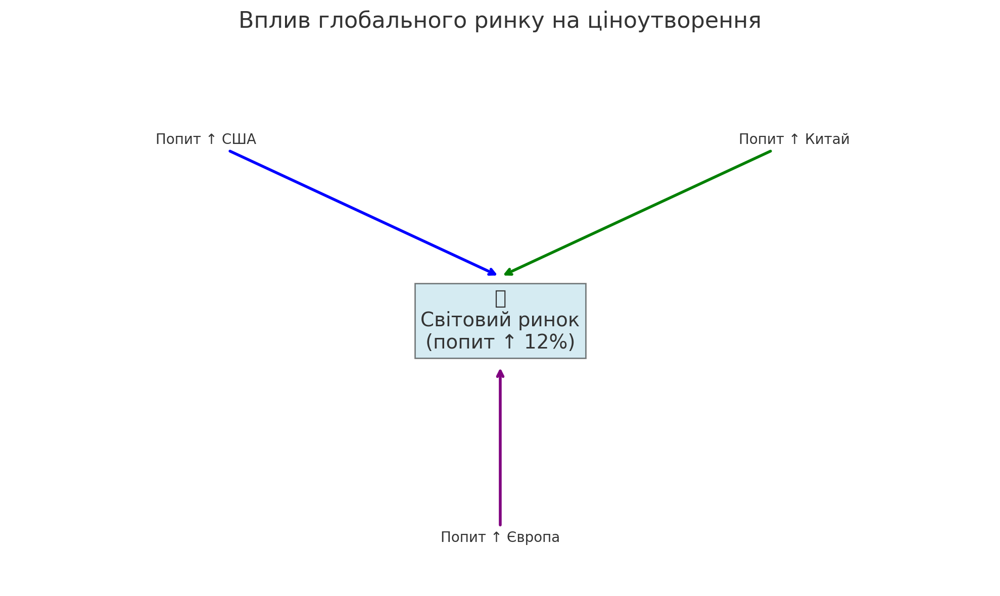 Вплив глобального ринку на ціноутворення
Попит ↑ США
Попит ↑ Китай
Світовий ринок
(попит ↑ 12%)
Попит ↑ Європа